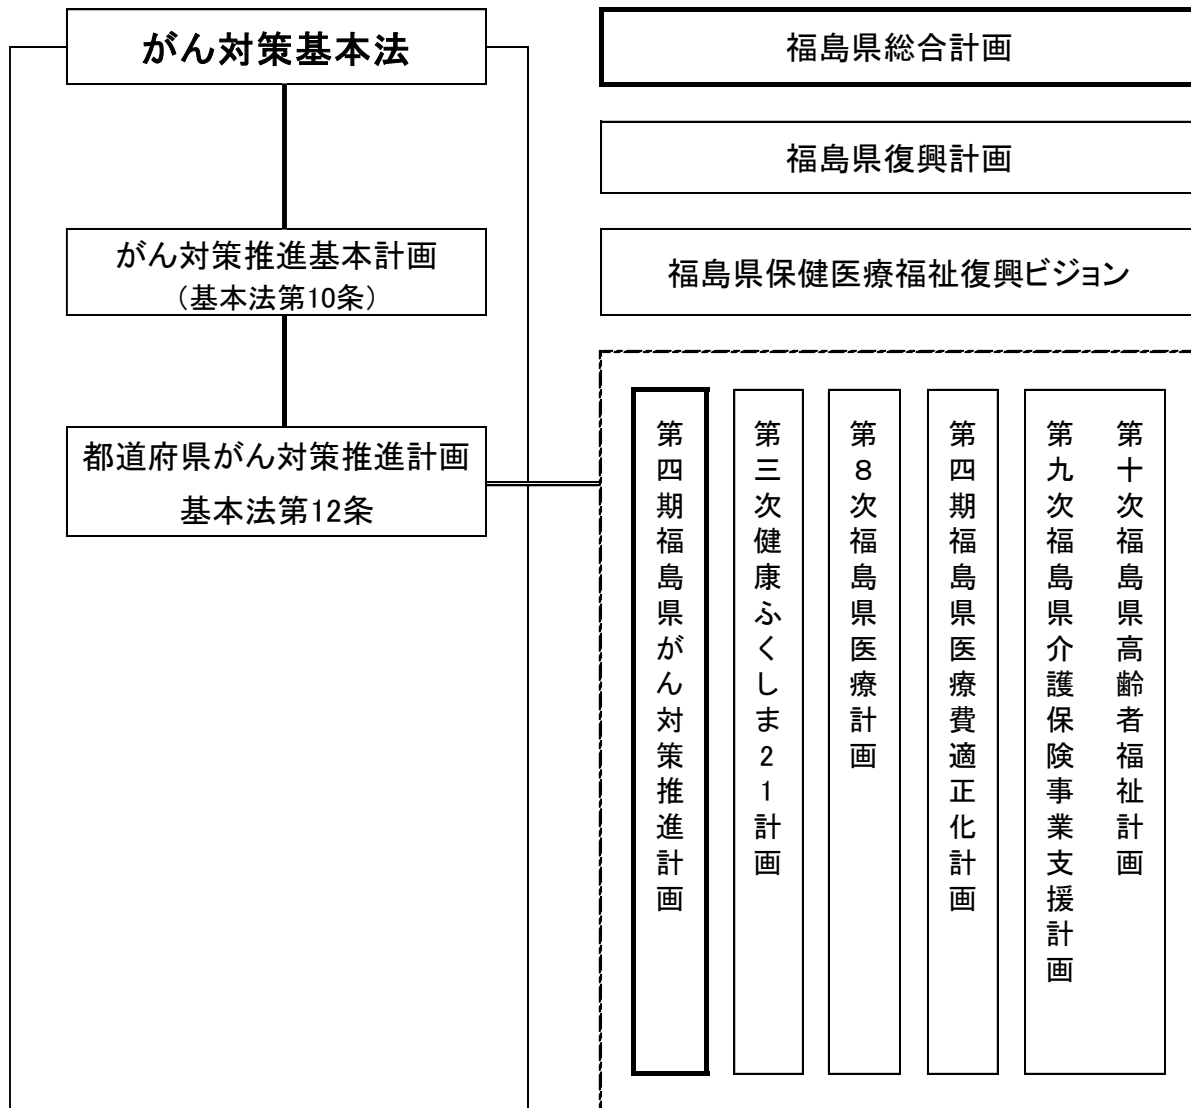 がん対策基本法
がん対策推進基本計画
（基本法第10条）
都道府県がん対策推進計画
基本法第12条
福島県総合計画
福島県復興計画
福島県保健医療福祉復興ビジョン
第四期福島県がん対策推進計画
第三次健康ふくしま21計画
第８次福島県医療計画
第四期福島県医療費適正化計画
第十次福島県高齢者福祉計画
第九次福島県介護保険事業支援計画